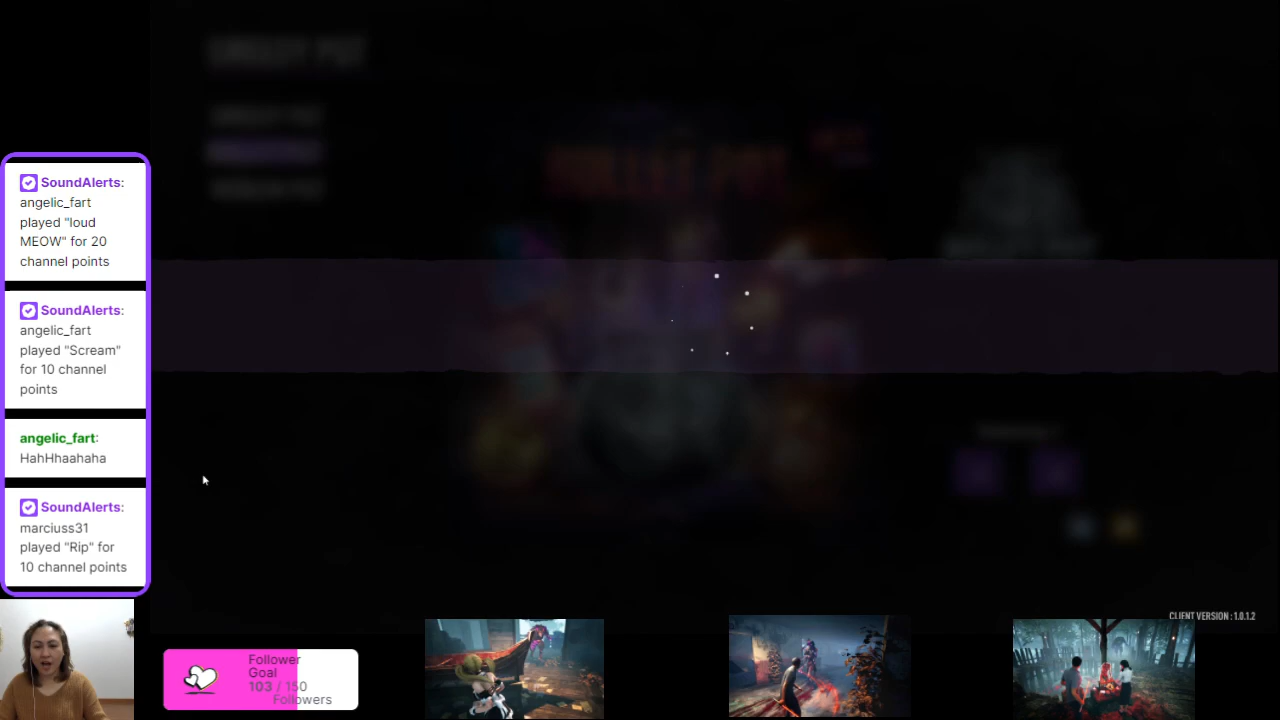 SoundAlerts:
angelic_fart
played "loud
MEOW" for 20
channel points
SoundAlerts:
angelic_fart
played "Scream"
for 10 channel
points
angelic_fart:
HahHhaahaha
SoundAlerts:
marciuss31
played "Rip" for
10 channel points
CLIENT VERSION : 1.0.1.2
Follower
Goal
103 / 150
Followers